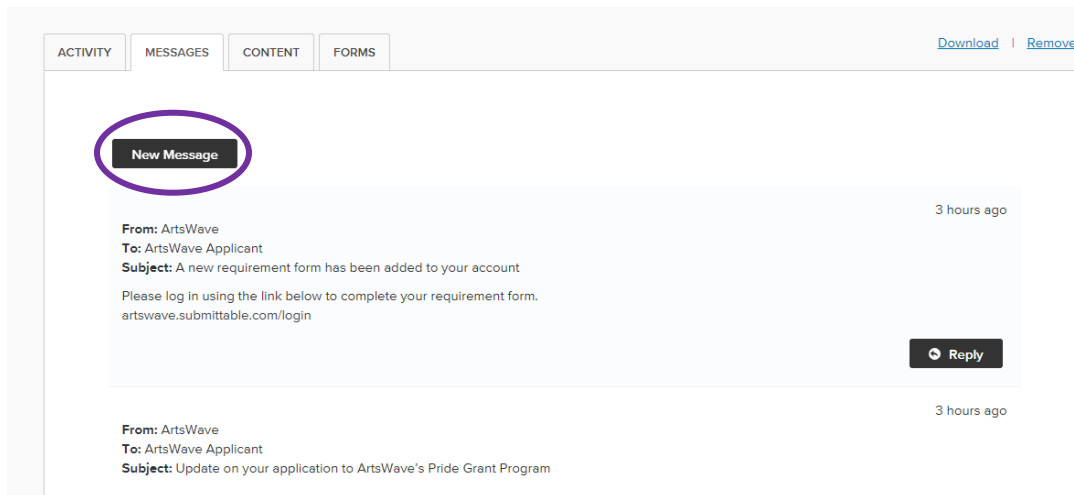 ACTIVITY MESSAGES CONTENT FORMS Download | Remove
New Message
3 hours ago
From: ArtsWave
To: ArtsWave Applicant
Subject: A new requirement form has been added to your account
Please log in using the link below to complete your requirement form.
artswave.submittable.com/login
Reply
3 hours ago
From: ArtsWave
To: ArtsWave Applicant
Subject: Update on your application to ArtsWave's Pride Grant Program